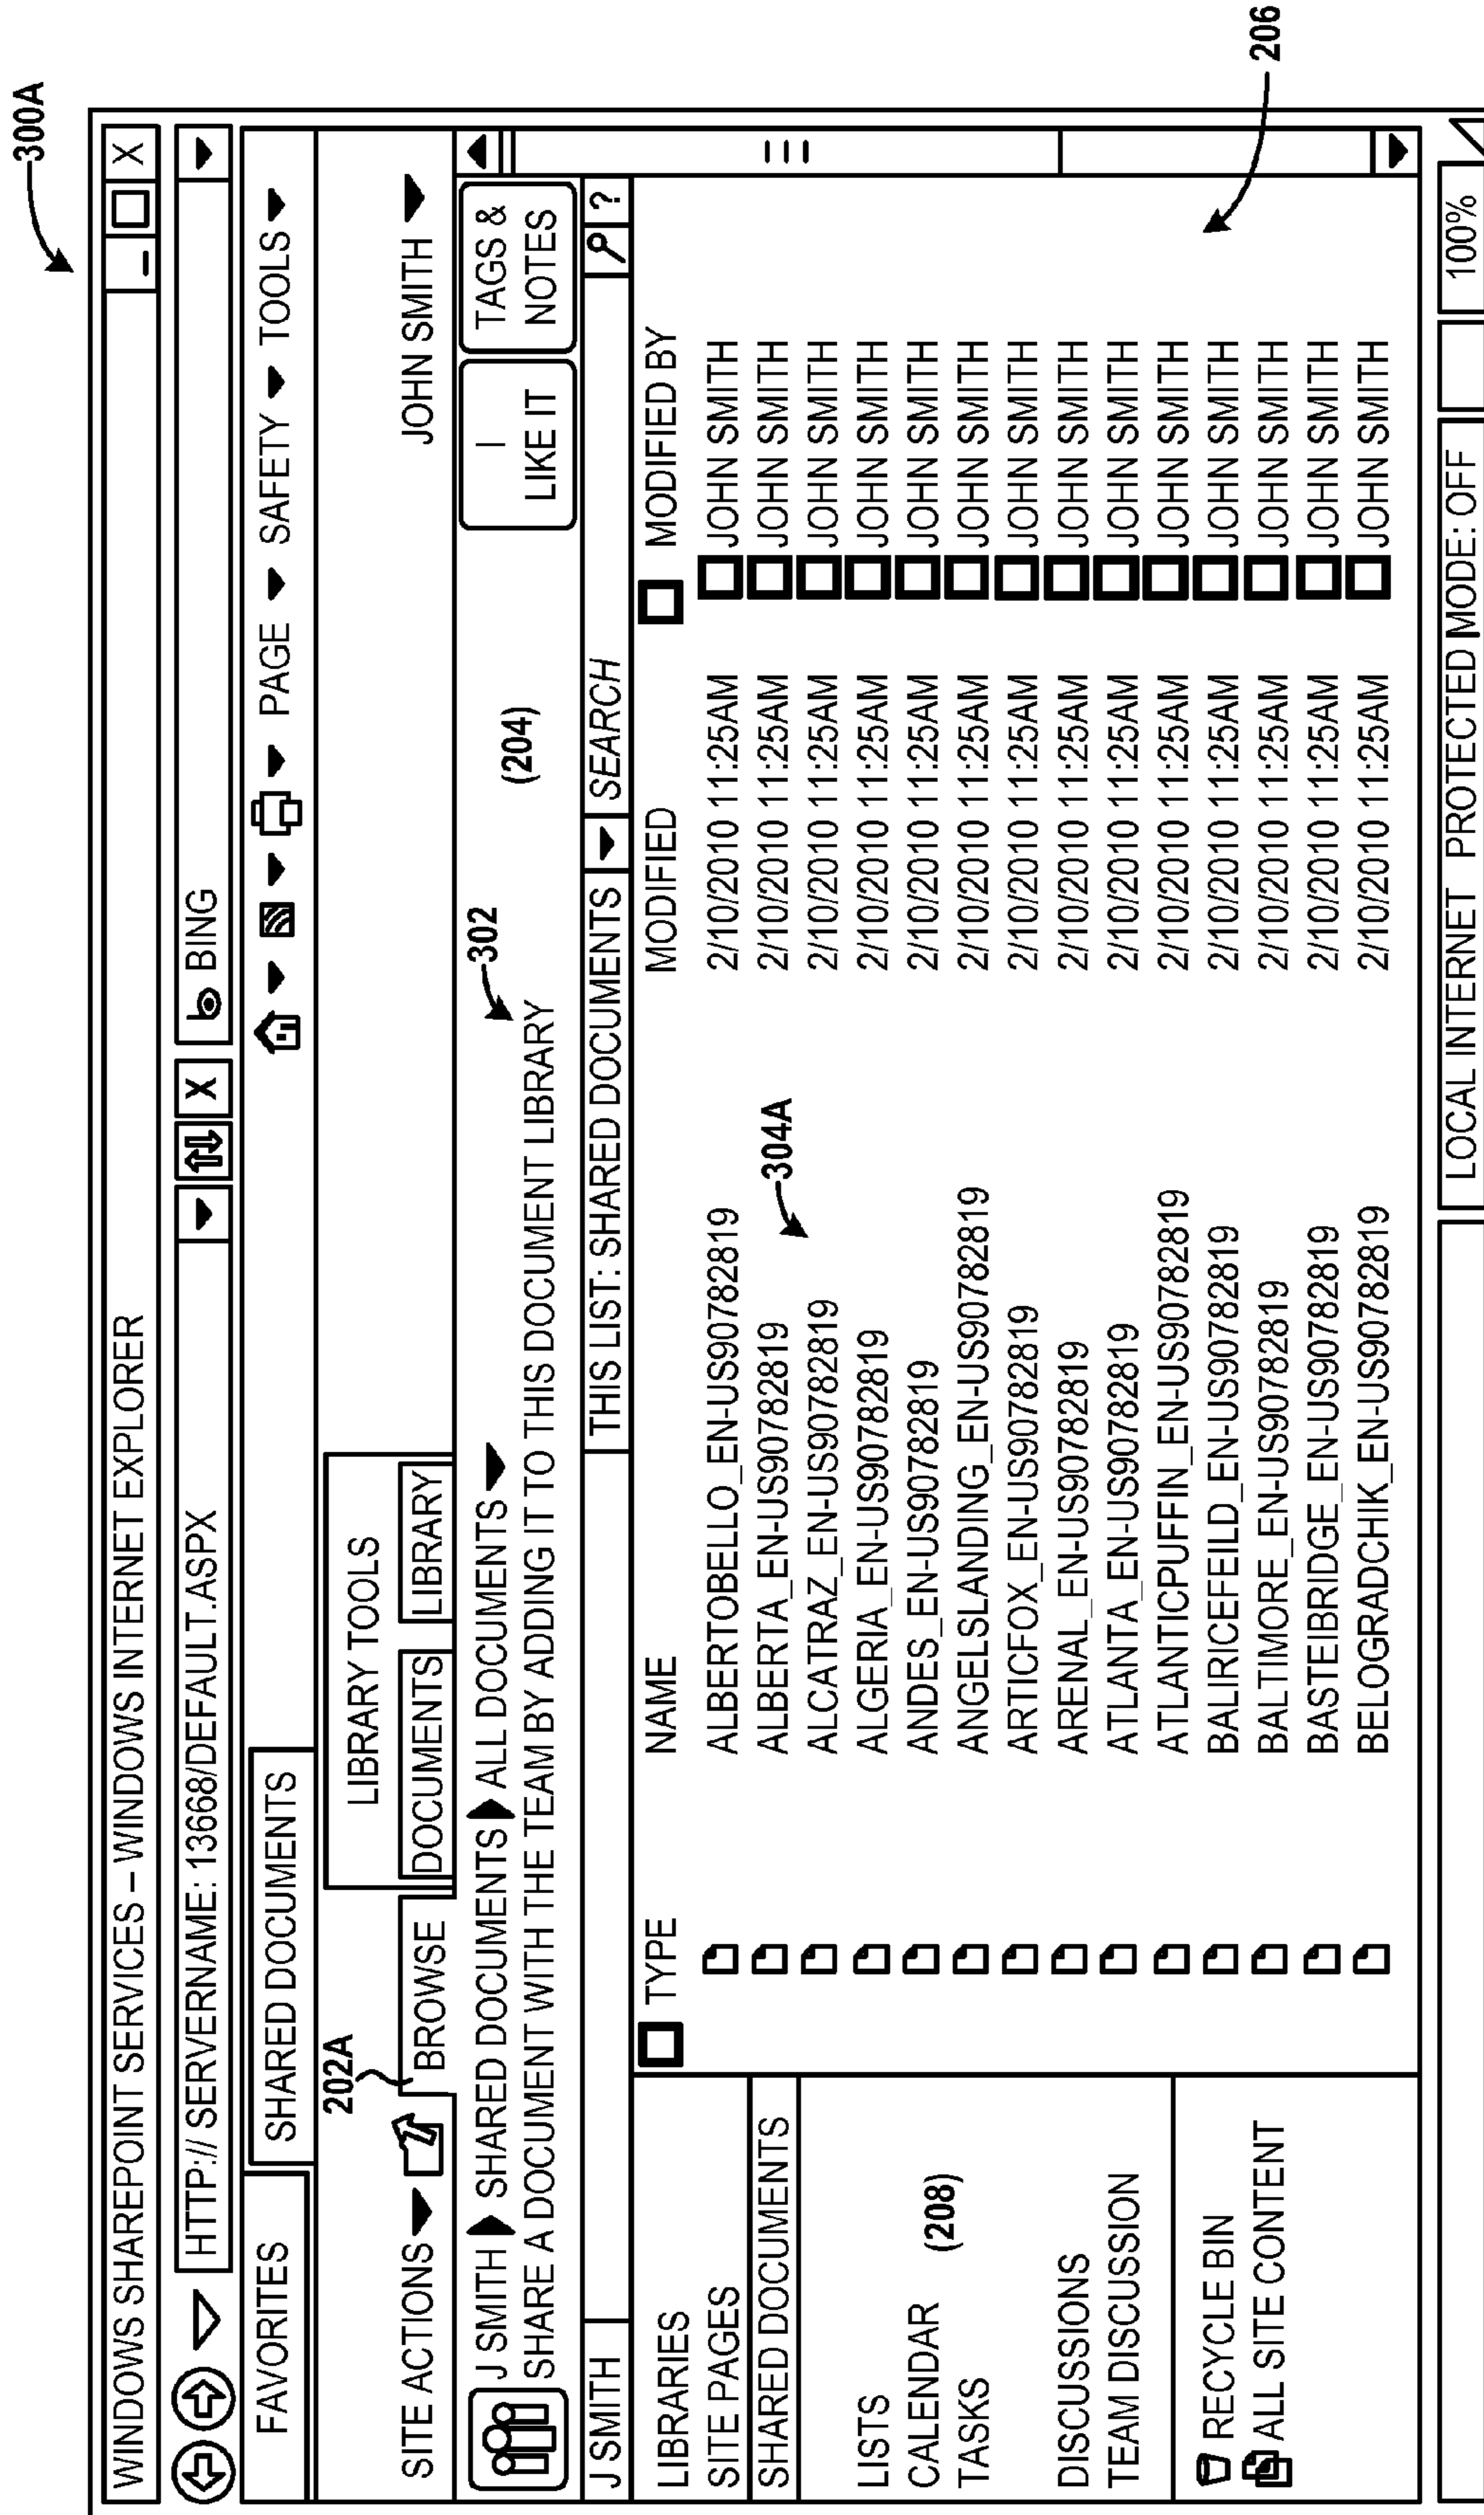 300A
WINDOWS SHAREPOINT SERVICES – WINDOWS INTERNET EXPLORER _ X
HTTP:// SERVERNAME: 13668/DEFAULT.ASPX X b BING
FAVORITES SHARED DOCUMENTS PAGE SAFETY TOOLS
202A
LIBRARY TOOLS
SITE ACTIONS BROWSE DOCUMENTS LIBRARY JOHN SMITH
302
J SMITH SHARED DOCUMENTS ALL DOCUMENTS
SHARE A DOCUMENT WITH THE TEAM BY ADDING IT TO THIS DOCUMENT LIBRARY
(204)
I
LIKE IT
TAGS &
NOTES
J SMITH THIS LIST: SHARED DOCUMENTS SEARCH ?
LIBRARIES
SITE PAGES
SHARED DOCUMENTS
LISTS
CALENDAR
(208)
TASKS
DISCUSSIONS
TEAM DISCUSSION
RECYCLE BIN
ALL SITE CONTENT
TYPE NAME MODIFIED MODIFIED BY
ALBERTOBELLO_EN-US90782819 2/10/2010 11:25AM JOHN SMITH
ALBERTA_EN-US90782819 2/10/2010 11:25AM JOHN SMITH
304A
ALCATRAZ_EN-US90782819 2/10/2010 11:25AM JOHN SMITH
ALGERIA_EN-US90782819 2/10/2010 11:25AM JOHN SMITH
ANDES_EN-US90782819 2/10/2010 11:25AM JOHN SMITH
ANGELSLANDING_EN-US90782819 2/10/2010 11:25AM JOHN SMITH
ARTICFOX_EN-US90782819 2/10/2010 11:25AM JOHN SMITH
ARENAL_EN-US90782819 2/10/2010 11:25AM JOHN SMITH
ATLANTA_EN-US90782819 2/10/2010 11:25AM JOHN SMITH
ATLANTICPUFFIN_EN-US90782819 2/10/2010 11:25AM JOHN SMITH
BALIRICEFEILD_EN-US90782819 2/10/2010 11:25AM JOHN SMITH
BALTIMORE_EN-US90782819 2/10/2010 11:25AM JOHN SMITH
BASTEIBRIDGE_EN-US90782819 2/10/2010 11:25AM JOHN SMITH
BELOGRADCHIK_EN-US90782819 2/10/2010 11:25AM JOHN SMITH
206
LOCAL INTERNET PROTECTED MODE: OFF 100%